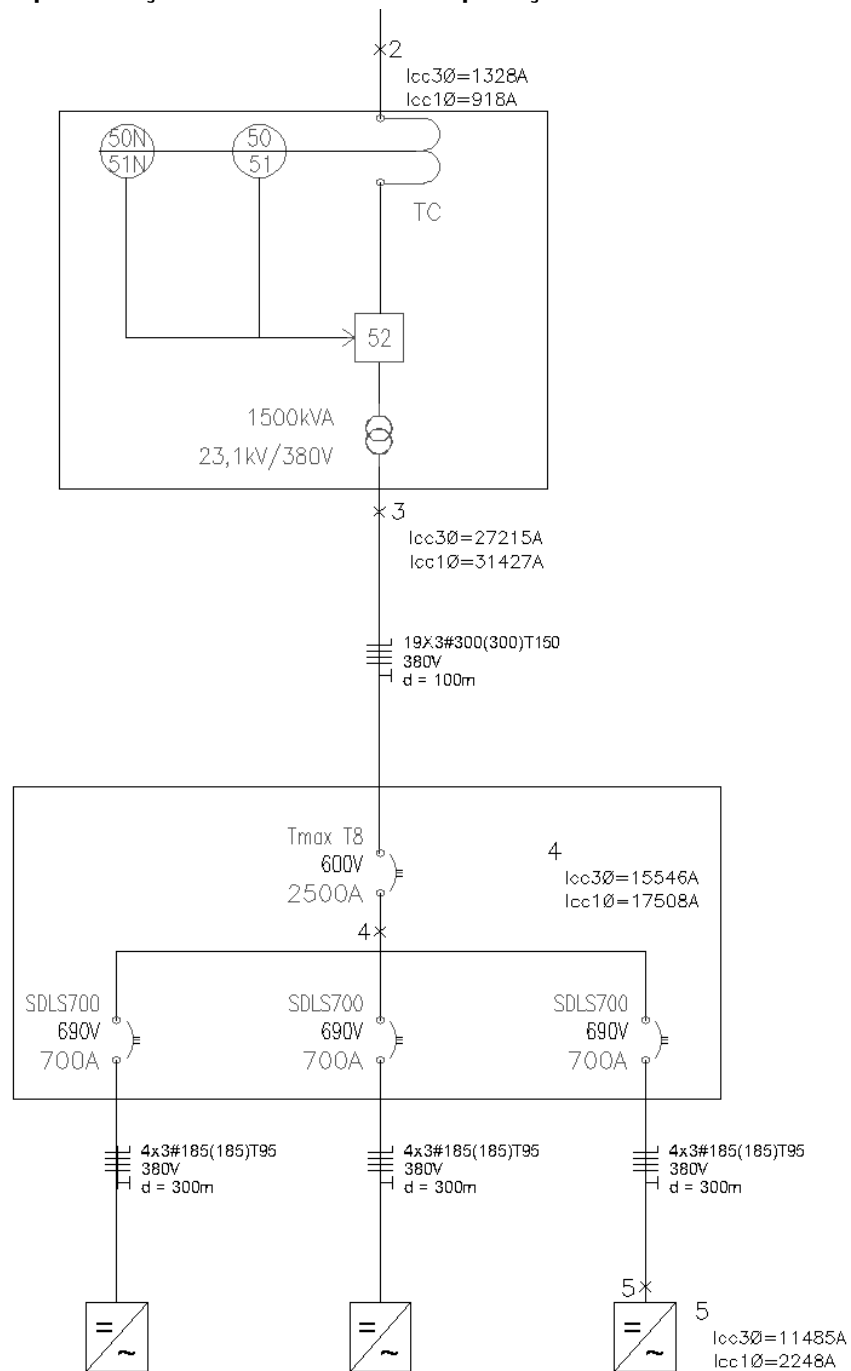 2
Icc3Ø=1328A
Icc1Ø=918A
50N
51N
50
51
TC
52
1500kVA
23,1kV/380V
3
Icc3Ø=27215A
Icc1Ø=31427A
19X3#300(300)T150
380V
d = 100m
Tmax T8
600V
2500A
4
Icc3Ø=15546A
Icc1Ø=17508A
4
SDLS700
690V
700A
SDLS700
690V
700A
SDLS700
690V
700A
4x3#185(185)T95
380V
d = 300m
4x3#185(185)T95
380V
d = 300m
4x3#185(185)T95
380V
d = 300m
5
5
Icc3Ø=11485A
Icc1Ø=2248A